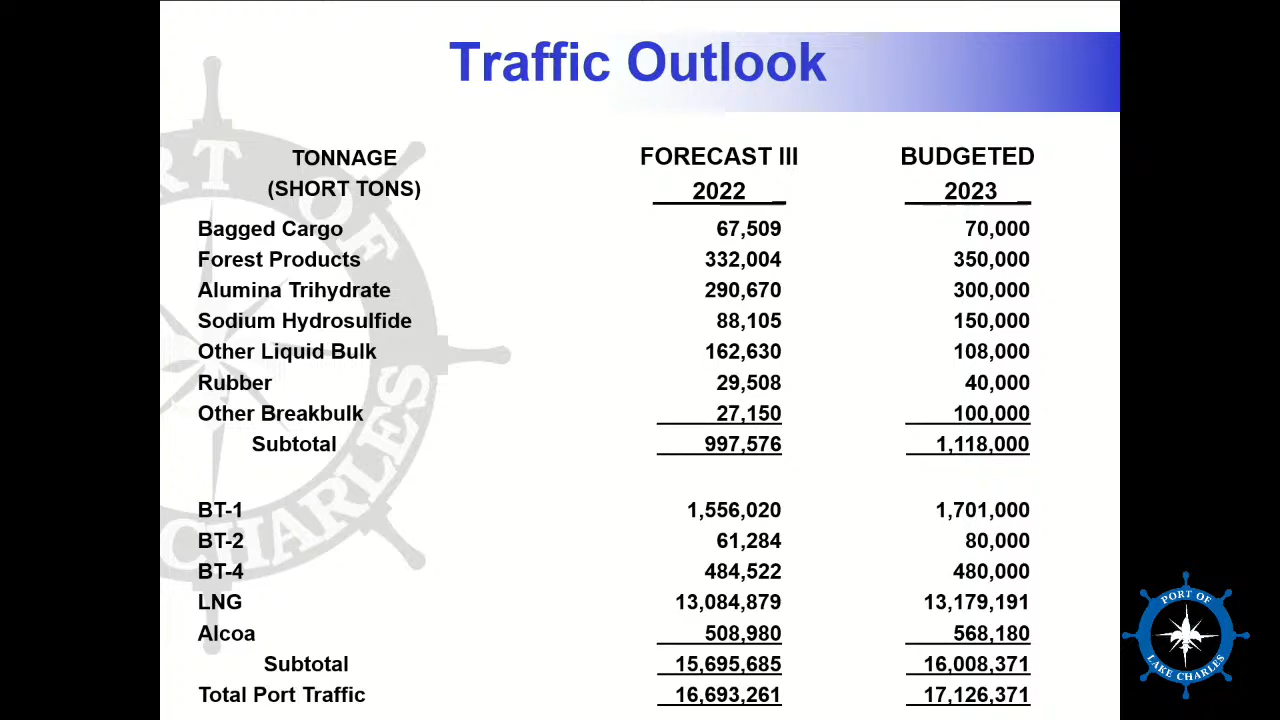 Traffic Outlook
TONNAGE FORECAST III BUDGETED
(SHORT TONS) 2022 2023
Bagged Cargo 67,509 70,000
Forest Products 332,004 350,000
Alumina Trihydrate 290,670 300,000
Sodium Hydrosulfide 88,105 150,000
Other Liquid Bulk 162,630 108,000
Rubber 29,508 40,000
Other Breakbulk 27,150 100,000
Subtotal 997,576 1,118,000
BT-1 1,556,020 1,701,000
BT-2 61,284 80,000
BT-4 484,522 480,000
LNG 13,084,879 13,179,191
Alcoa 508,980 568,180
Subtotal 15,695,685 16,008,371
Total Port Traffic 16,693,261 17,126,371
RT OF
CHARLES
PORT OF
LAKE CHARLES